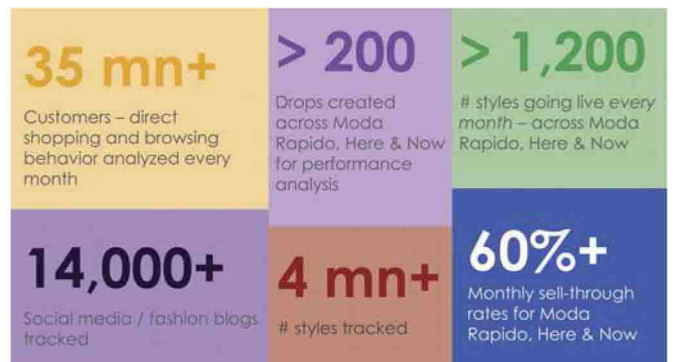 35 mn+
Customers – direct
shopping and browsing
behavior analyzed every
month
> 200
Drops created
across Moda
Rapido, Here & Now
for performance
analysis
> 1,200
# styles going live every
month – across Moda
Rapido, Here & Now
14,000+
Social media / fashion blogs
tracked
4 mn+
# styles tracked
60%+
Monthly sell-through
rates for Moda
Rapido, Here & Now